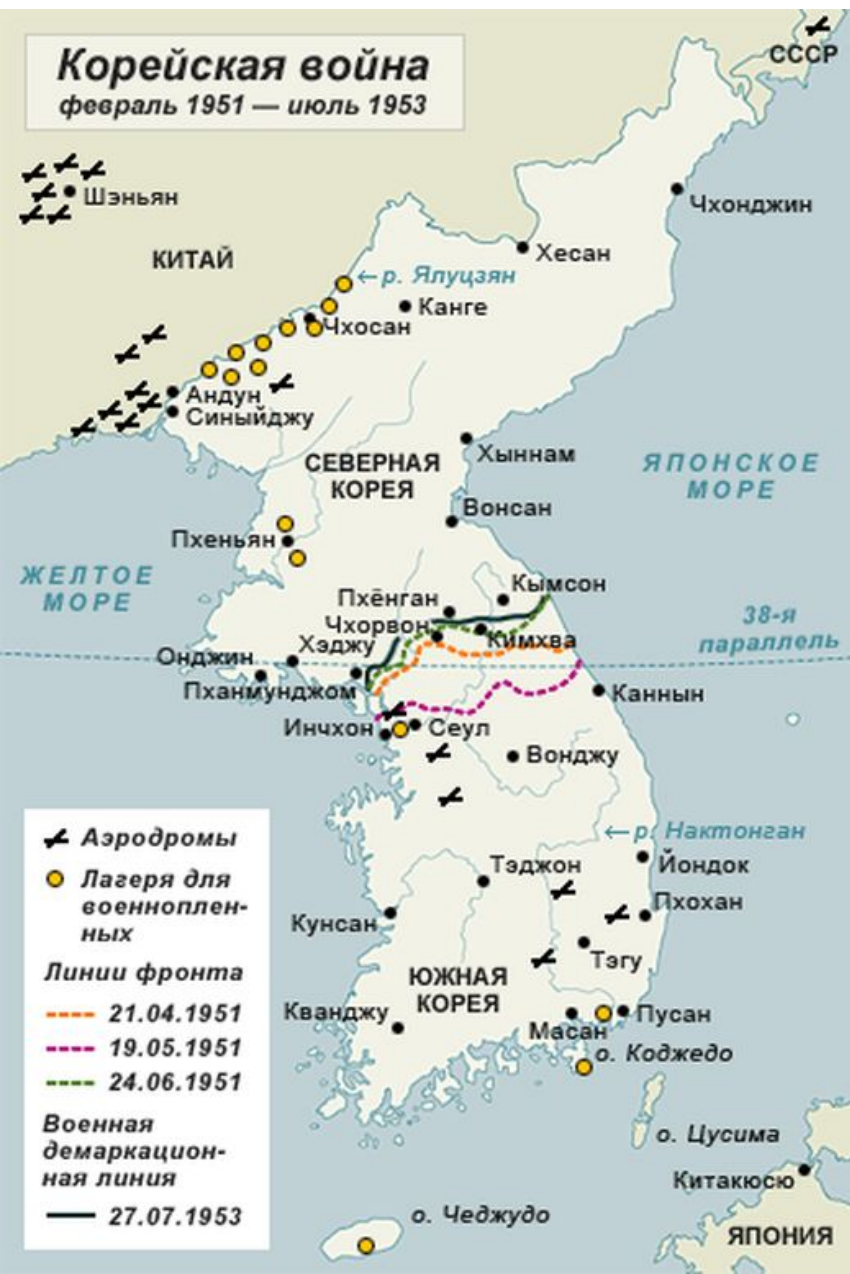 Корейская война
февраль 1951 — июль 1953
СССР
Шэньян
Чхонджин
КИТАЙ
Хесан
←р. Ялуцзян
Канге
Чхосан
Андун
Синыйджу
Хыннам
СЕВЕРНАЯ
КОРЕЯ
ЯПОНСКОЕ
МОРЕ
Вонсан
Пхеньян
ЖЕЛТОЕ
МОРЕ
Кымсон
Пхёнган
Чхорвон
38-я
параллель
Кимхва
Хэджу
Онджин
Пханмунджом
Каннын
Инчхон
Сеул
Вонджу
←р. Нактонган
Тэджон
Йондок
Пхохан
Кунсан
Тэгу
ЮЖНАЯ
КОРЕЯ
Кванджу
Пусан
Масан
о. Коджедо
о. Цусима
Китакюсю
о. Чеджудо
ЯПОНИЯ
Аэродромы
Лагеря для
военноплен-
ных
Линии фронта
21.04.1951
19.05.1951
24.06.1951
Военная
демаркацион-
ная линия
27.07.1953